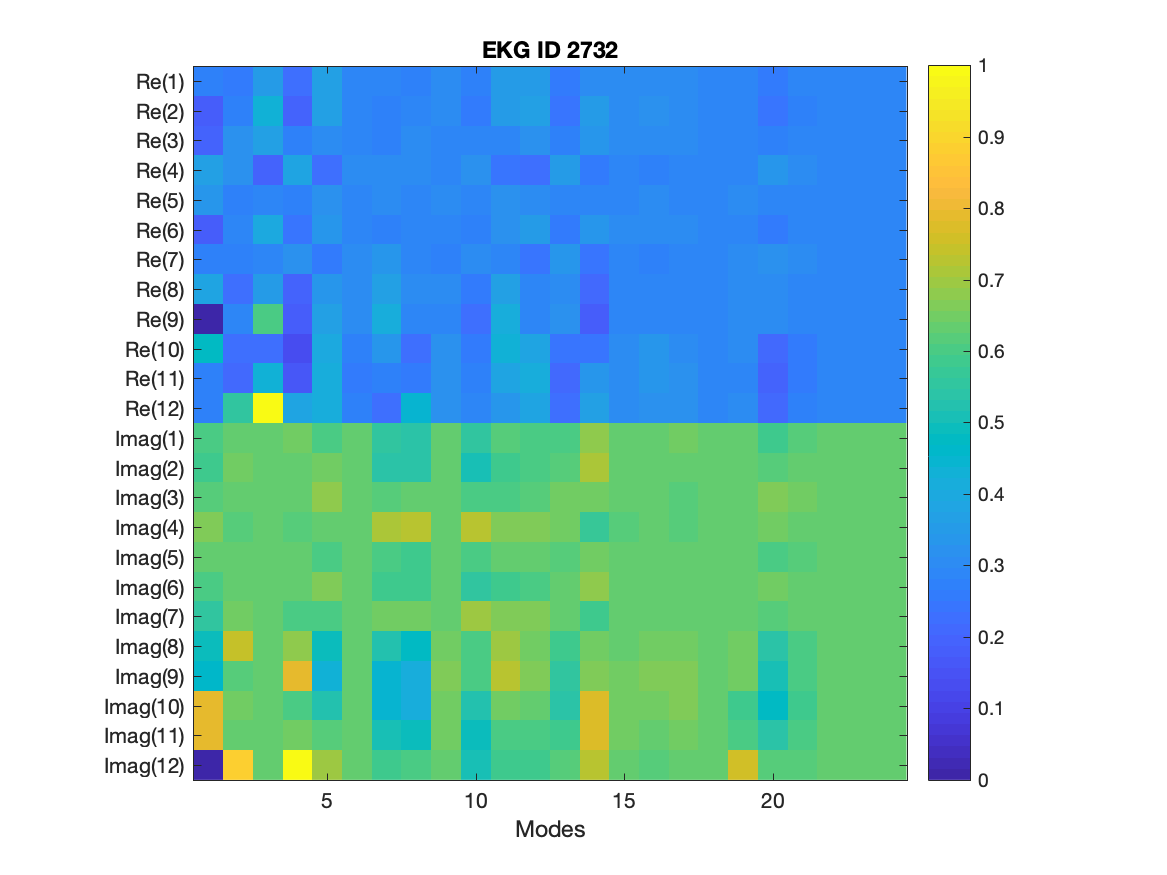 EKG ID 2732
Re(1)
Re(2)
Re(3)
Re(4)
Re(5)
Re(6)
Re(7)
Re(8)
Re(9)
Re(10)
Re(11)
Re(12)
Imag(1)
Imag(2)
Imag(3)
Imag(4)
Imag(5)
Imag(6)
Imag(7)
Imag(8)
Imag(9)
Imag(10)
Imag(11)
Imag(12)
5 10 15 20
Modes
1
0.9
0.8
0.7
0.6
0.5
0.4
0.3
0.2
0.1
0